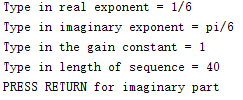 Type in real exponent = 1/6
Type in imaginary exponent = pi/6
Type in the gain constant = 1
Type in length of sequence = 40
PRESS RETURN for imaginary part